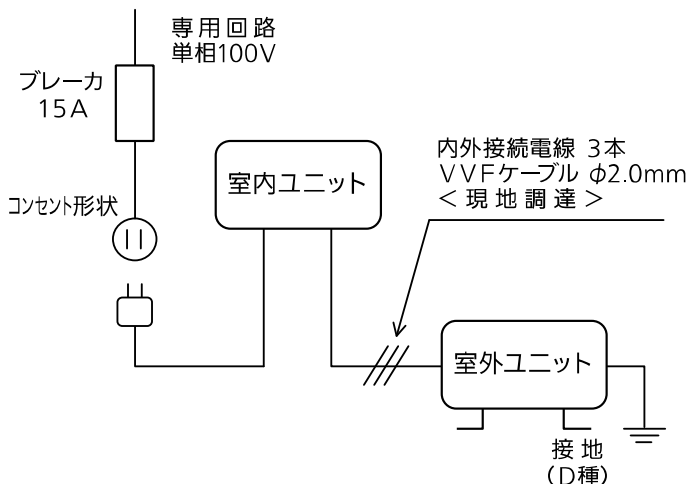 専用回路
単相100V
ブレーカ
15A
コンセント形状
室内ユニット
内外接続電線 3本
VVFケーブル φ2.0mm
＜現地調達＞
室外ユニット
接地
(D種)